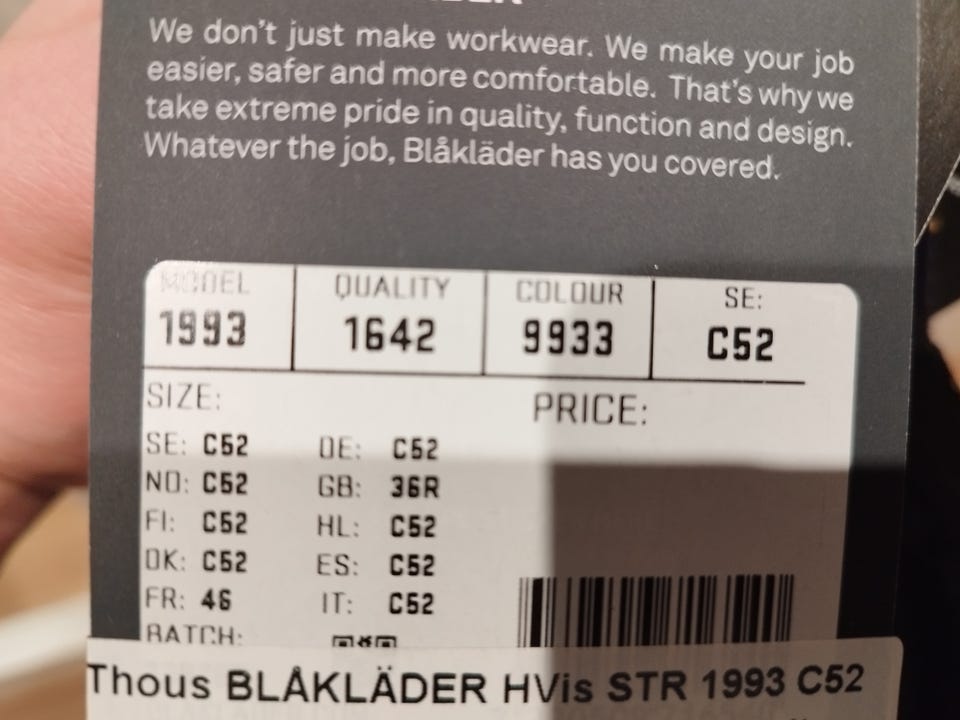 We don't just make workwear. We make your job
easier, safer and more comfortable. That's why we
take extreme pride in quality, function and design.
Whatever the job, Blåkläder has you covered.
MODEL QUALITY COLOUR SE:
1993 1642 9933 C52
SIZE: PRICE:
SE: C52 DE: C52
NO: C52 GB: 36R
FI: C52 HL: C52
DK: C52 ES: C52
FR: 46 IT: C52
BATCH:
Thous BLÅKLÄDER HVis STR 1993 C52